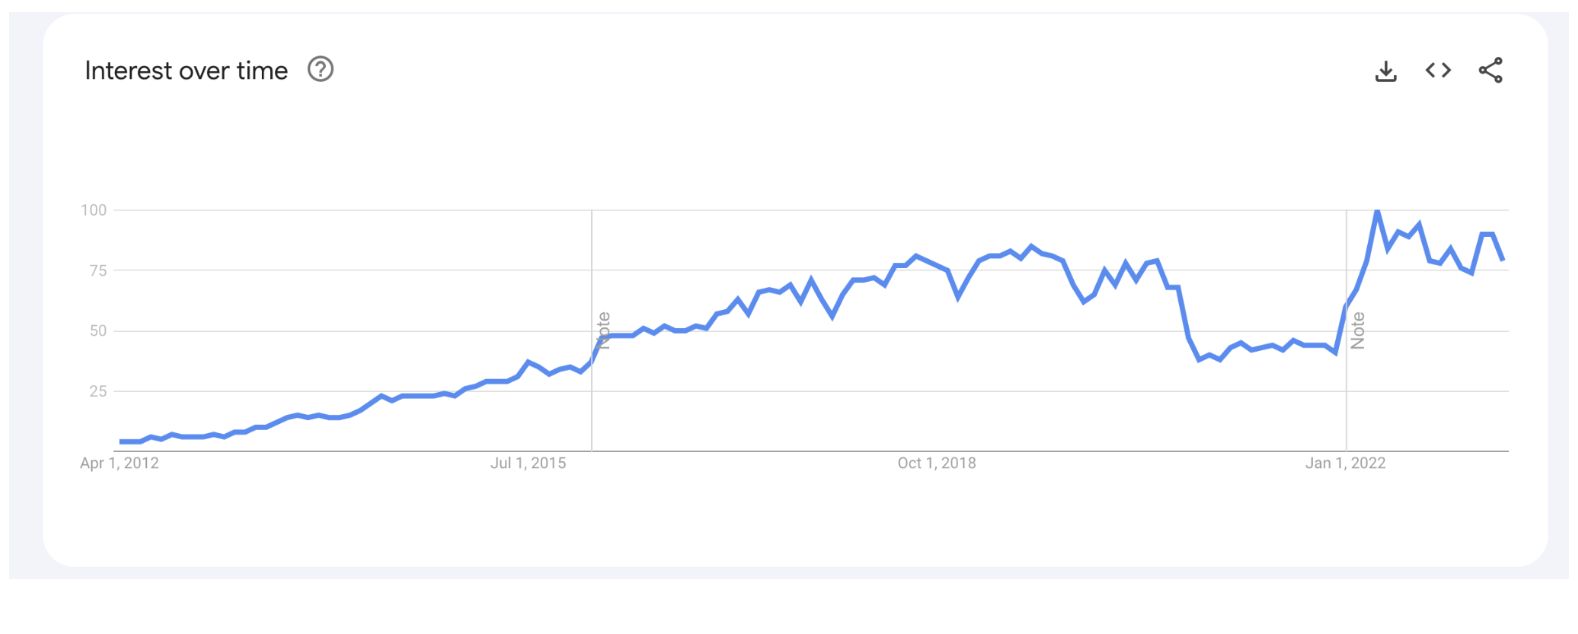 Interest over time ?
100
75
50
25
Note
Note
Apr 1, 2012
Jul 1, 2015
Oct 1, 2018
Jan 1, 2022